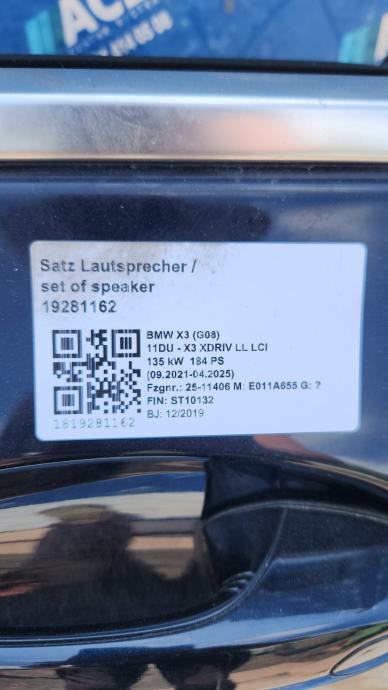 Satz Lautsprecher /
set of speaker
19281162
BMW X3 (G08)
11DU - X3 XDRIV LL LCI
135 kW 184 PS
(09.2021-04.2025)
Fzgnr.: 25-11406 M: E011A655 G: ?
FIN: ST10132
BJ: 12/2019
1819281162